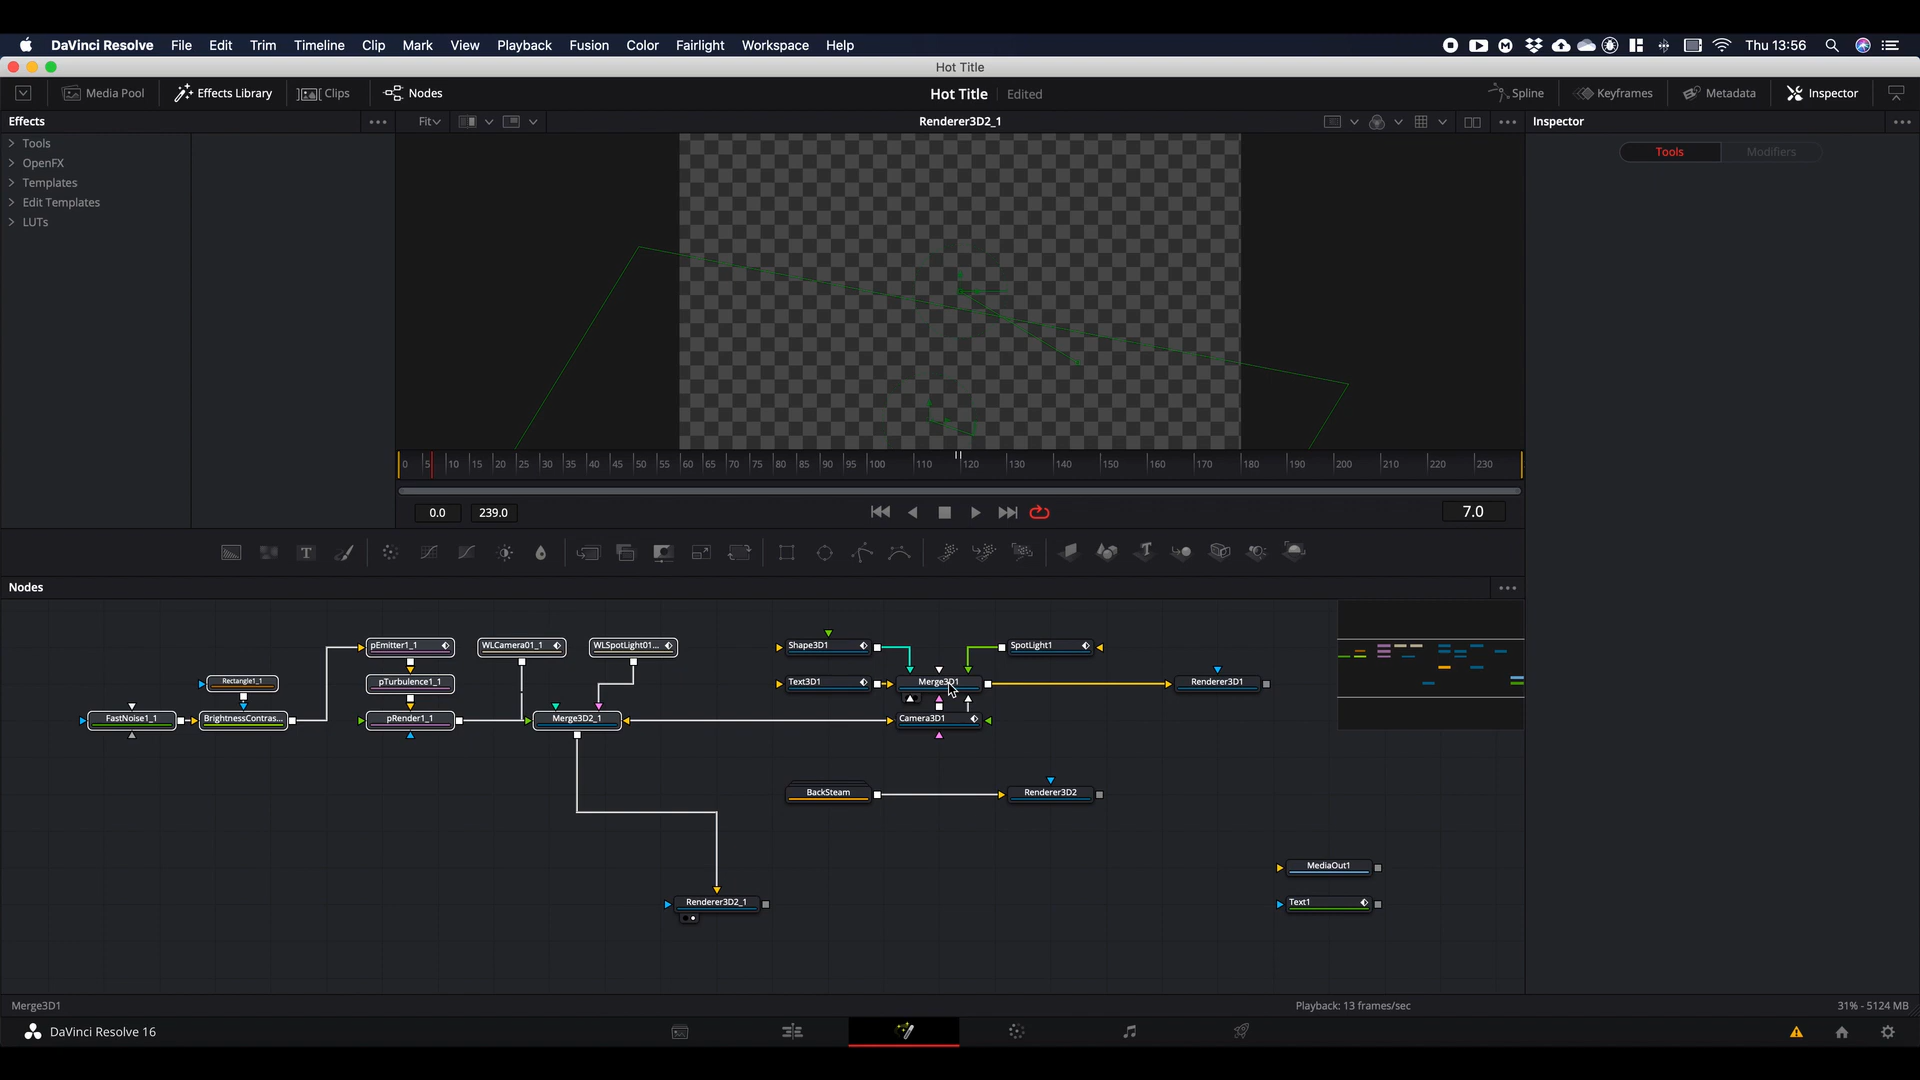 DaVinci Resolve File Edit Trim Timeline Clip Mark View Playback Fusion Color Fairlight Workspace Help Thu 13:56
Hot Title
Media Pool Effects Library Clips Nodes Hot Title Edited Spline Keyframes Metadata Inspector
Effects Fit Renderer3D2_1 Inspector
Tools
OpenFX
Templates
Edit Templates
LUTs
Tools Modifiers
0 5 10 15 20 25 30 35 40 45 50 55 60 65 70 75 80 85 90 95 100 110 120 130 140 150 160 170 180 190 200 210 220 230
0.0 239.0 7.0
Nodes
pEmitter1_1 WLCamera01_1 WLSpotLight01... Shape3D1 SpotLight1
Rectangle1_1 pTurbulence1_1 Text3D1 Merge3D1 Renderer3D1
FastNoise1_1 BrightnessContras... pRender1_1 Merge3D2_1 Camera3D1
BackSteam Renderer3D2
MediaOut1
Renderer3D2_1 Text1
Merge3D1 Playback: 13 frames/sec 31% - 5124 MB
DaVinci Resolve 16